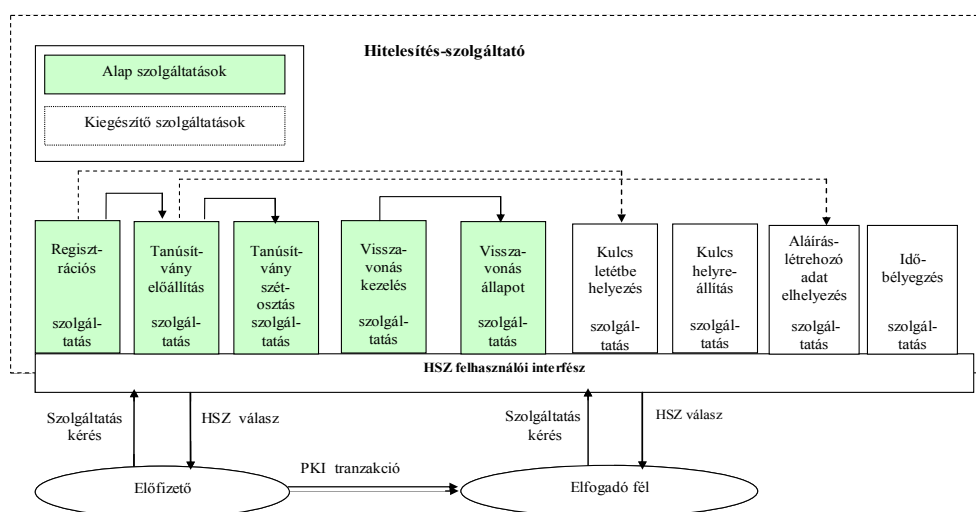 Hitelesítés-szolgáltató
Alap szolgáltatások
Kiegészítő szolgáltatások
Regiszt-
rációs
szolgál-
tatás
Tanúsít-
vány
előállítás
szolgál-
tatás
Tanúsít-
vány
szét-
osztás
szolgál-
tatás
Vissza-
vonás
kezelés
szolgál-
tatás
Vissza-
vonás
állapot
szolgál-
tatás
Kulcs
letétbe
helyezés
szolgál-
tatás
Kulcs
helyre-
állítás
szolgál-
tatás
Aláírás-
létrehozó
adat
elhelyezés
szolgál-
tatás
Idő-
bélyegzés
szolgál-
tatás
HSZ felhasználói interfész
Szolgáltatás
kérés
HSZ válasz
Szolgáltatás
kérés
HSZ válasz
PKI tranzakció
Előfizető
Elfogadó fél